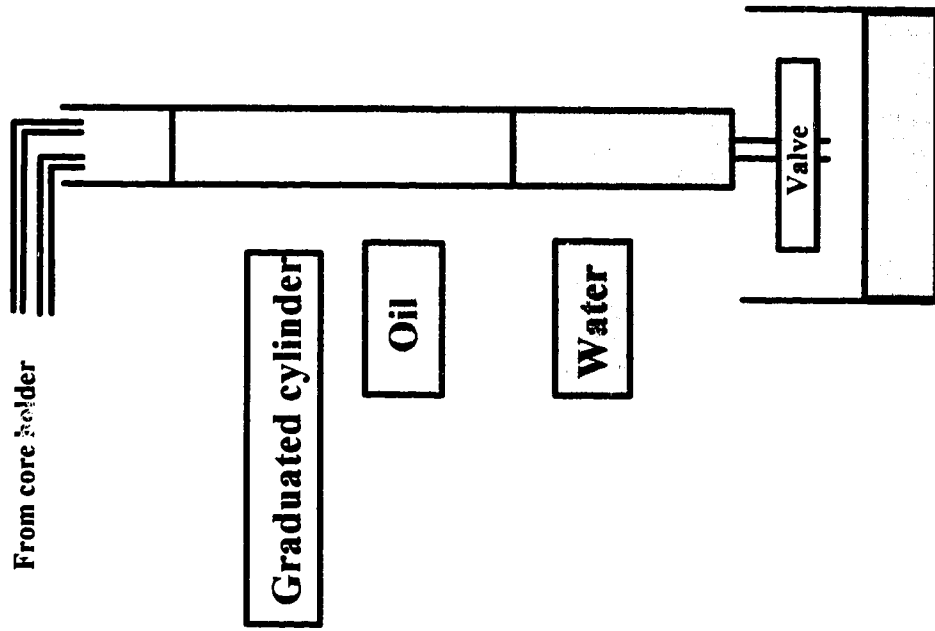 From core holder
Graduated cylinder
Oil
Water
Valve